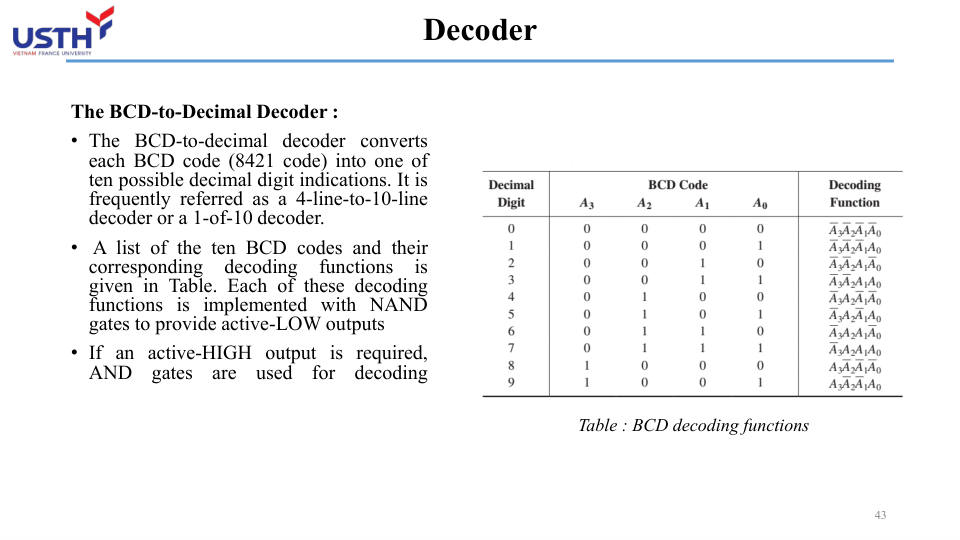 USTH
VIETNAM FRANCE UNIVERSITY
Decoder
The BCD-to-Decimal Decoder :
• The BCD-to-decimal decoder converts
each BCD code (8421 code) into one of
ten possible decimal digit indications. It is
frequently referred as a 4-line-to-10-line
decoder or a 1-of-10 decoder.
• A list of the ten BCD codes and their
corresponding decoding functions is
given in Table. Each of these decoding
functions is implemented with NAND
gates to provide active-LOW outputs
• If an active-HIGH output is required,
AND gates are used for decoding
Decimal BCD Code Decoding
Digit A₃ A₂ A₁ A₀ Function
0 0 0 0 0 A̅₃A̅₂A̅₁A̅₀
1 0 0 0 1 A̅₃A̅₂A̅₁A₀
2 0 0 1 0 A̅₃A̅₂A₁A̅₀
3 0 0 1 1 A̅₃A̅₂A₁A₀
4 0 1 0 0 A̅₃A₂A̅₁A̅₀
5 0 1 0 1 A̅₃A₂A̅₁A₀
6 0 1 1 0 A̅₃A₂A₁A̅₀
7 0 1 1 1 A̅₃A₂A₁A₀
8 1 0 0 0 A₃A̅₂A̅₁A̅₀
9 1 0 0 1 A₃A̅₂A̅₁A₀
Table : BCD decoding functions
43